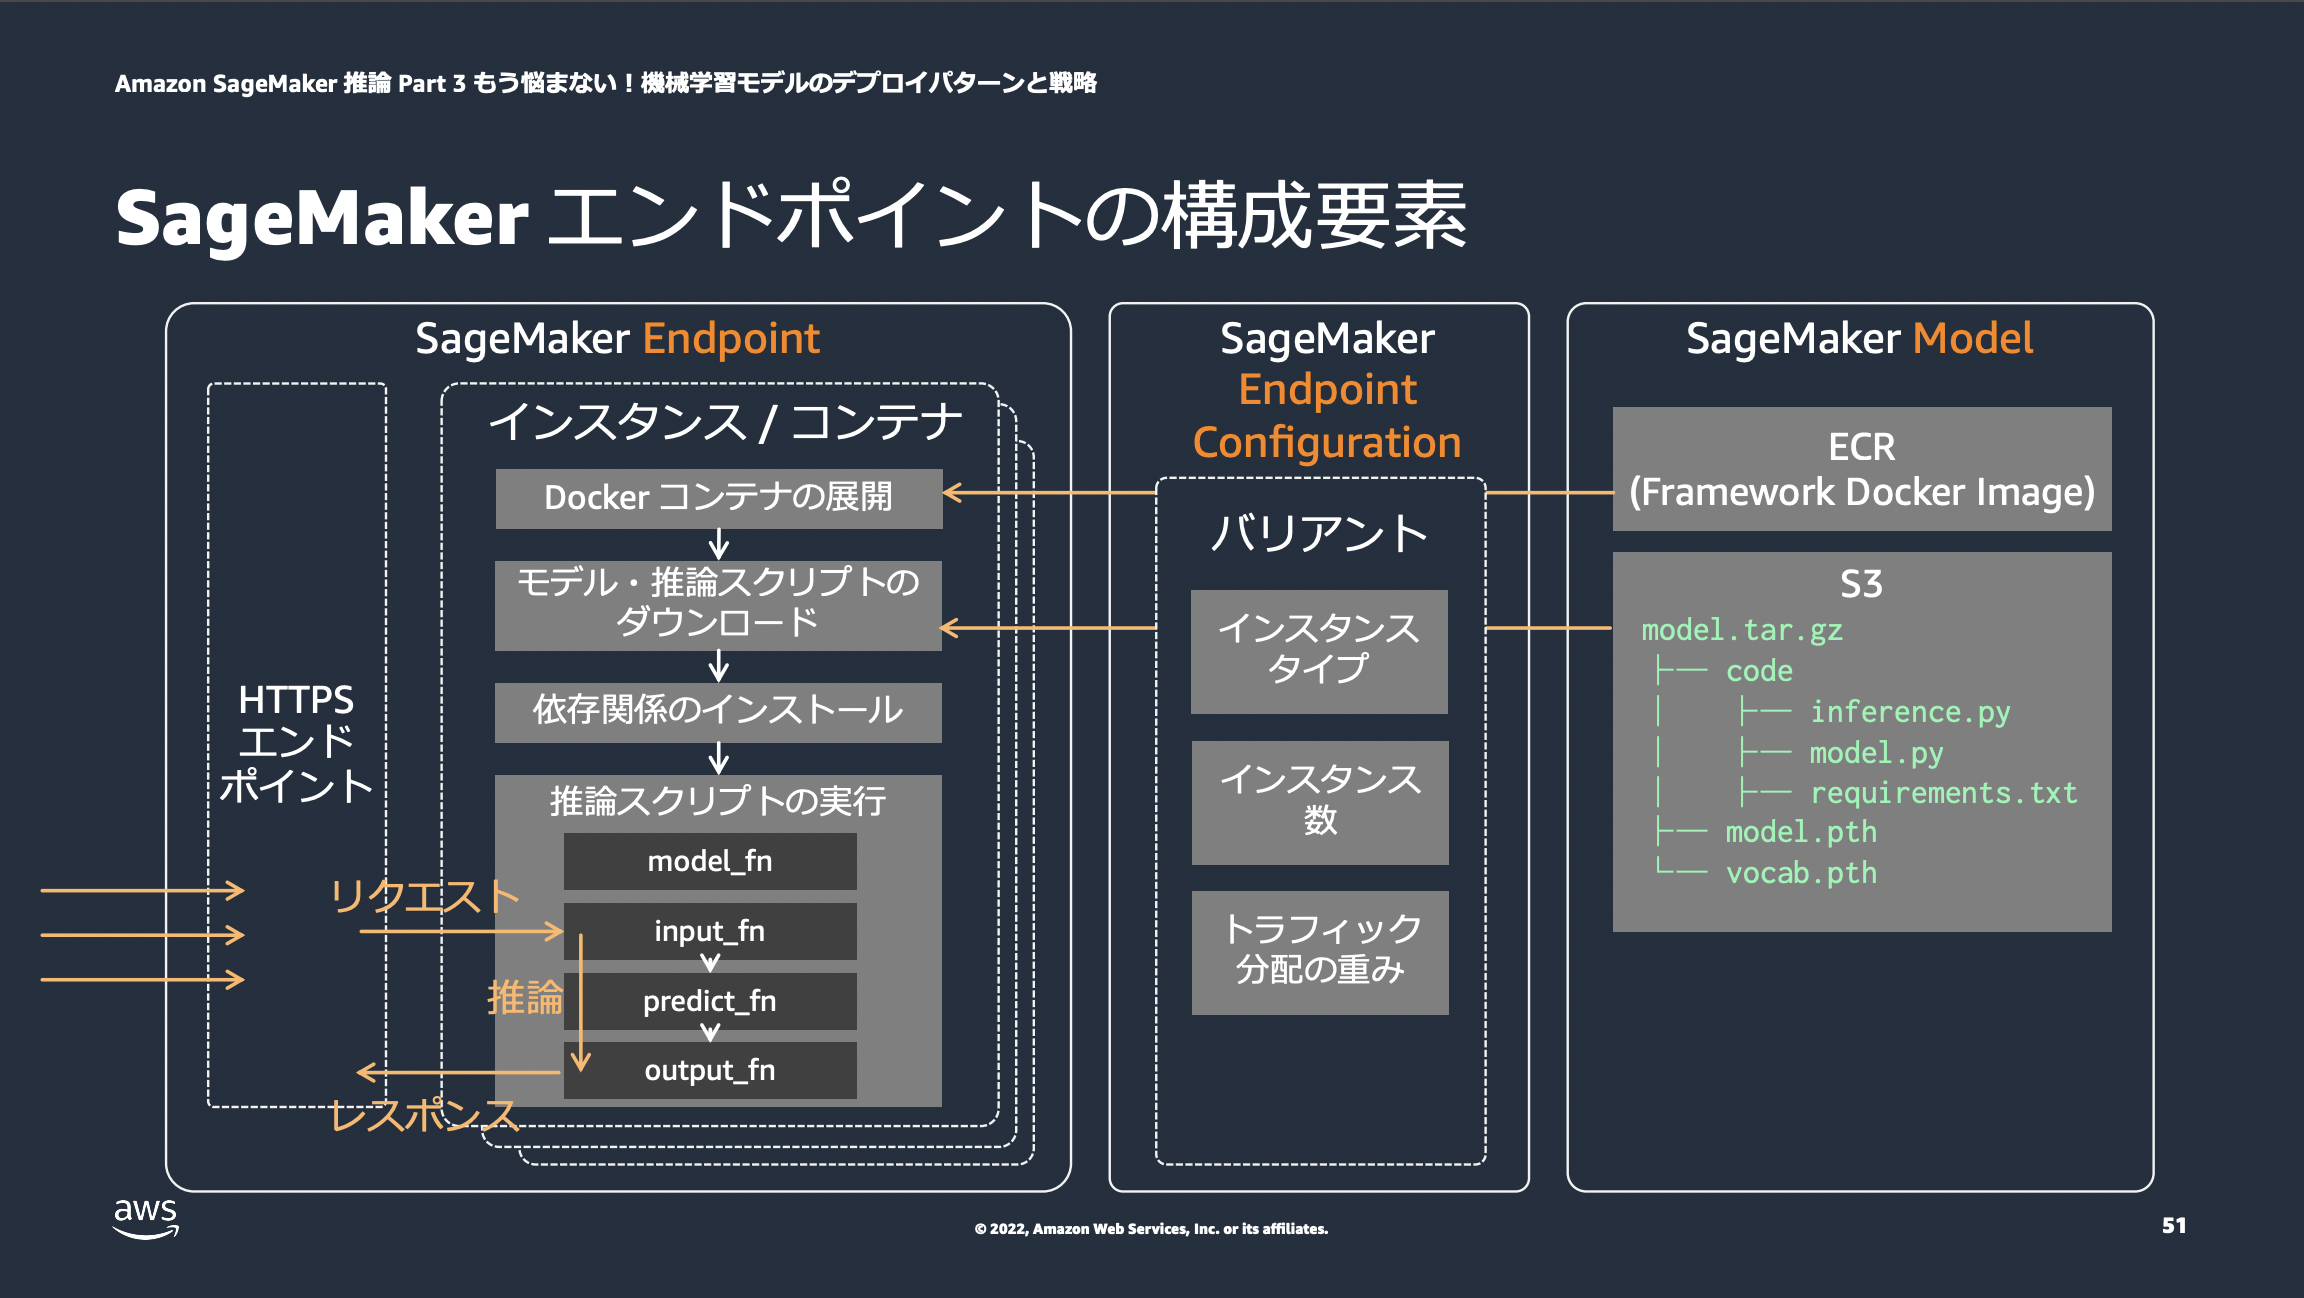 Amazon SageMaker 推論 Part 3 もう悩まない！機械学習モデルのデプロイパターンと戦略
SageMaker エンドポイントの構成要素
SageMaker Endpoint
HTTPS
エンド
ポイント
インスタンス / コンテナ
Docker コンテナの展開
モデル・推論スクリプトの
ダウンロード
依存関係のインストール
推論スクリプトの実行
model_fn
input_fn
predict_fn
output_fn
リクエスト
推論
レスポンス
SageMaker
Endpoint
Configuration
バリアント
インスタンス
タイプ
インスタンス
数
トラフィック
分配の重み
SageMaker Model
ECR
(Framework Docker Image)
S3
model.tar.gz
├── code
│   ├── inference.py
│   ├── model.py
│   ├── requirements.txt
├── model.pth
└── vocab.pth
aws
© 2022, Amazon Web Services, Inc. or its affiliates.
51